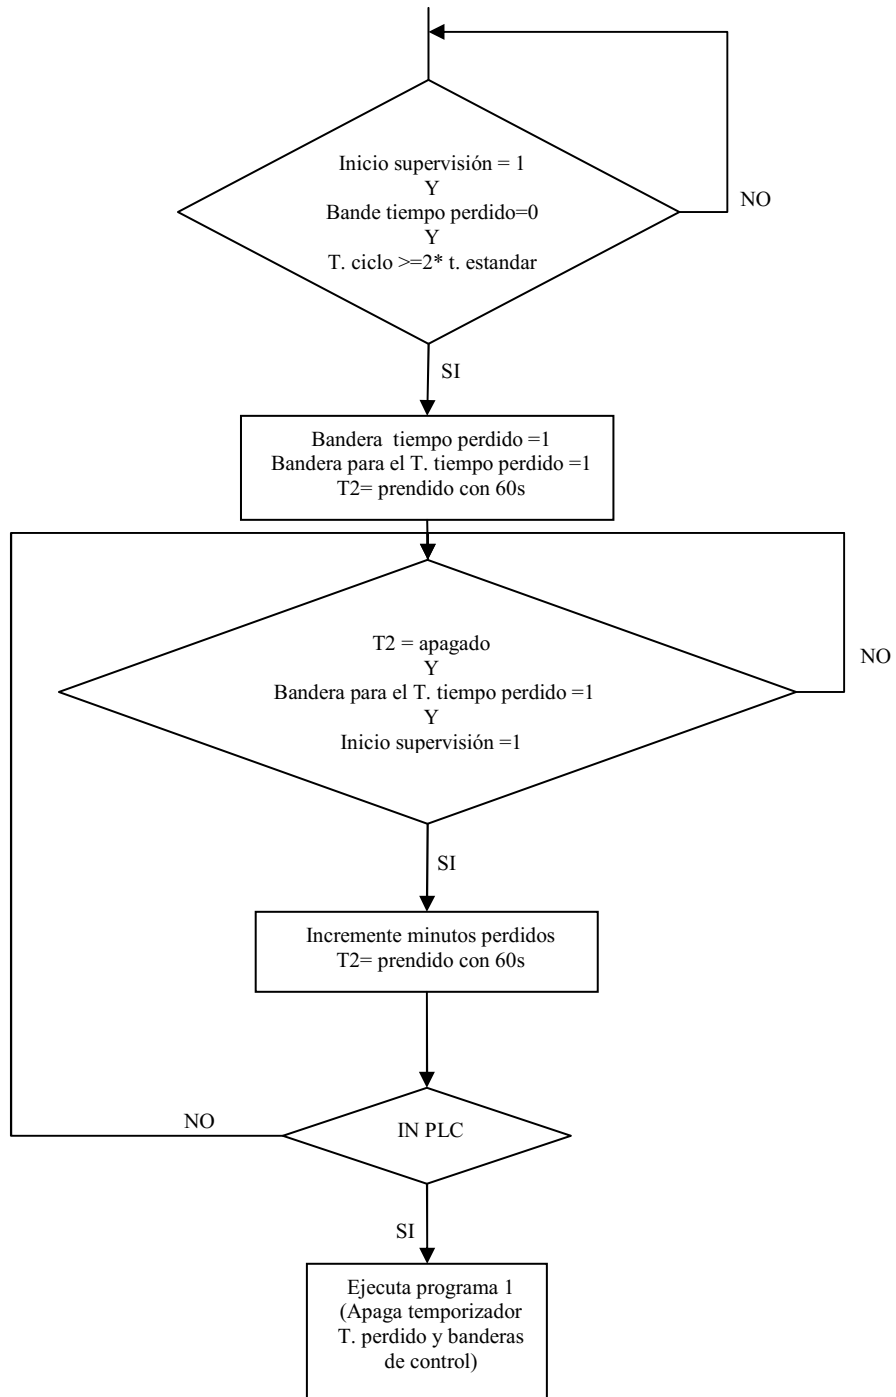 Inicio supervisión = 1
Y
Bande tiempo perdido=0
Y
T. ciclo >=2* t. estandar
NO
SI
Bandera tiempo perdido =1
Bandera para el T. tiempo perdido =1
T2= prendido con 60s
T2 = apagado
Y
Bandera para el T. tiempo perdido =1
Y
Inicio supervisión =1
NO
SI
Incremente minutos perdidos
T2= prendido con 60s
NO
IN PLC
SI
Ejecuta programa 1
(Apaga temporizador
T. perdido y banderas
de control)